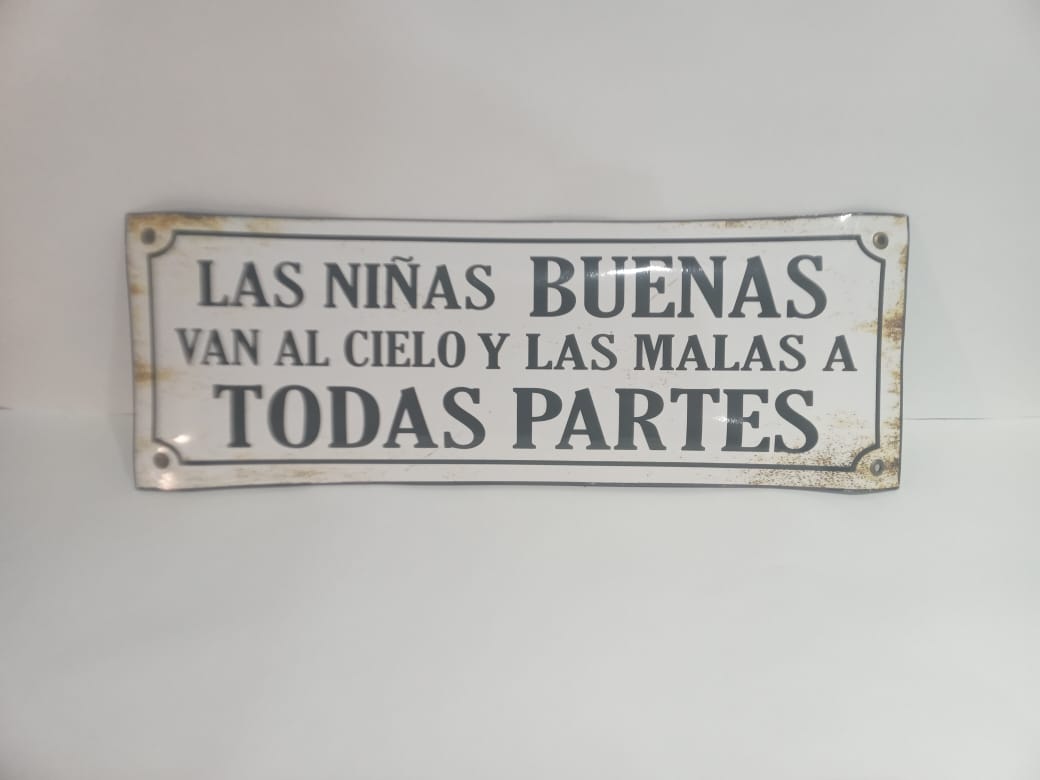 LAS NIÑAS BUENAS
VAN AL CIELO Y LAS MALAS A
TODAS PARTES